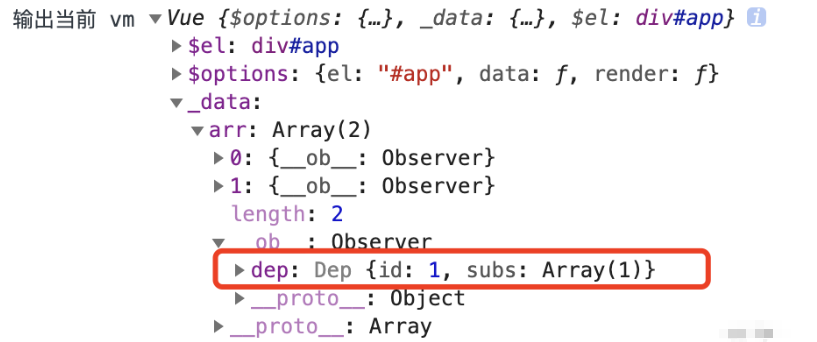 输出当前 vm ▼Vue {$options: {…}, _data: {…}, $el: div#app} i
▶$el: div#app
▶$options: {el: "#app", data: ƒ, render: ƒ}
▼_data:
▼arr: Array(2)
▶0: {__ob__: Observer}
▶1: {__ob__: Observer}
length: 2
▼__ob__: Observer
▶dep: Dep {id: 1, subs: Array(1)}
▶__proto__: Object
▶__proto__: Array